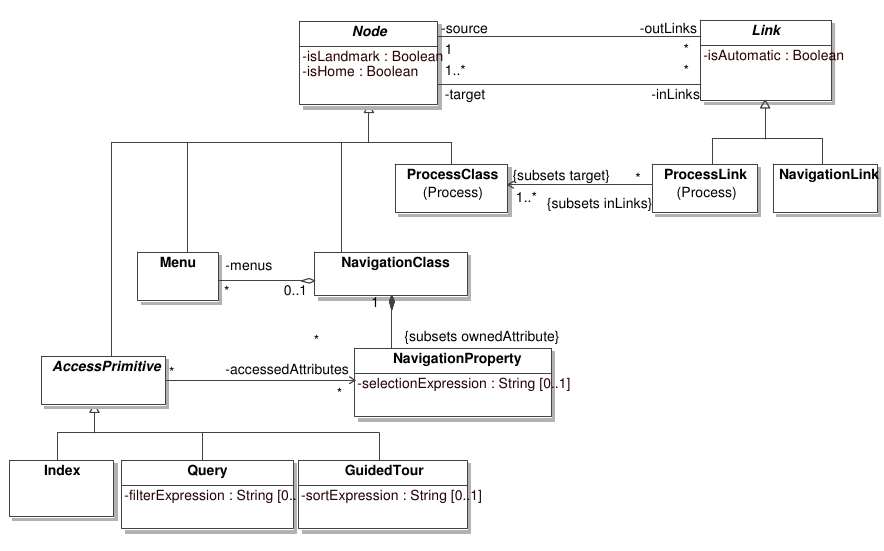 Node
-isLandmark : Boolean
-isHome : Boolean
-source
1
1..*
-target
-outLinks
*
*
-inLinks
Link
-isAutomatic : Boolean
ProcessClass
(Process)
{subsets target}
*
1..*
{subsets inLinks}
ProcessLink
(Process)
NavigationLink
Menu
-menus
*
0..1
NavigationClass
1
*
{subsets ownedAttribute}
AccessPrimitive
*
-accessedAttributes
*
NavigationProperty
-selectionExpression : String [0..1]
Index
Query
-filterExpression : String [0..
GuidedTour
-sortExpression : String [0..1]